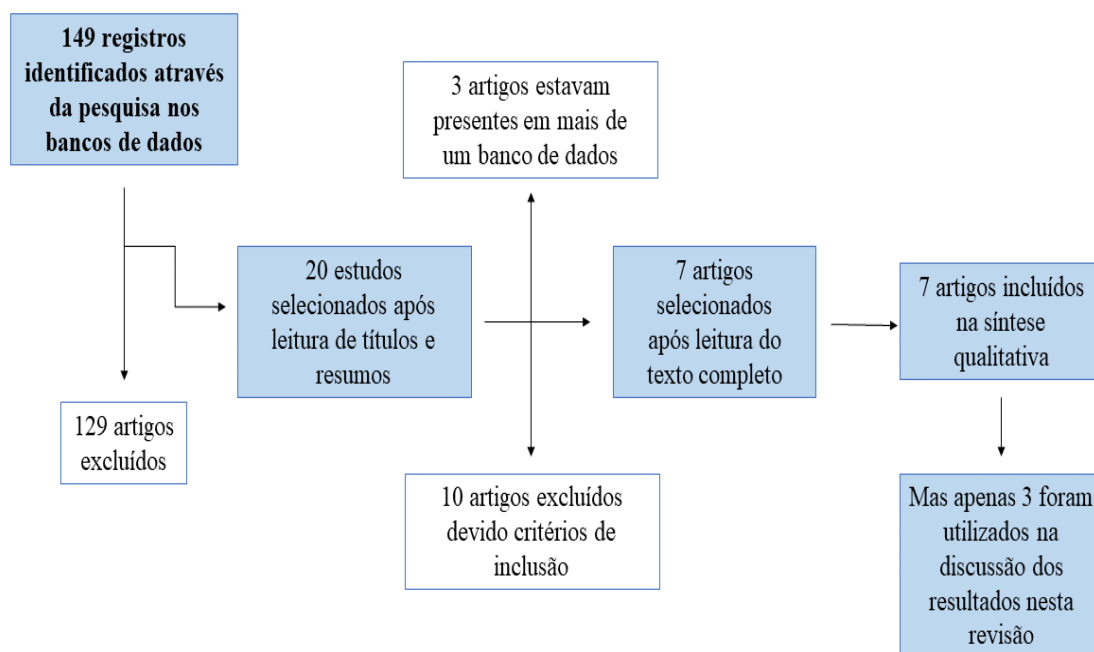 149 registros
identificados através
da pesquisa nos
bancos de dados
3 artigos estavam
presentes em mais de
um banco de dados
20 estudos
selecionados após
leitura de títulos e
resumos
7 artigos
selecionados
após leitura do
texto completo
7 artigos incluídos
na síntese
qualitativa
129 artigos
excluídos
10 artigos excluídos
devido critérios de
inclusão
Mas apenas 3 foram
utilizados na
discussão dos
resultados nesta
revisão